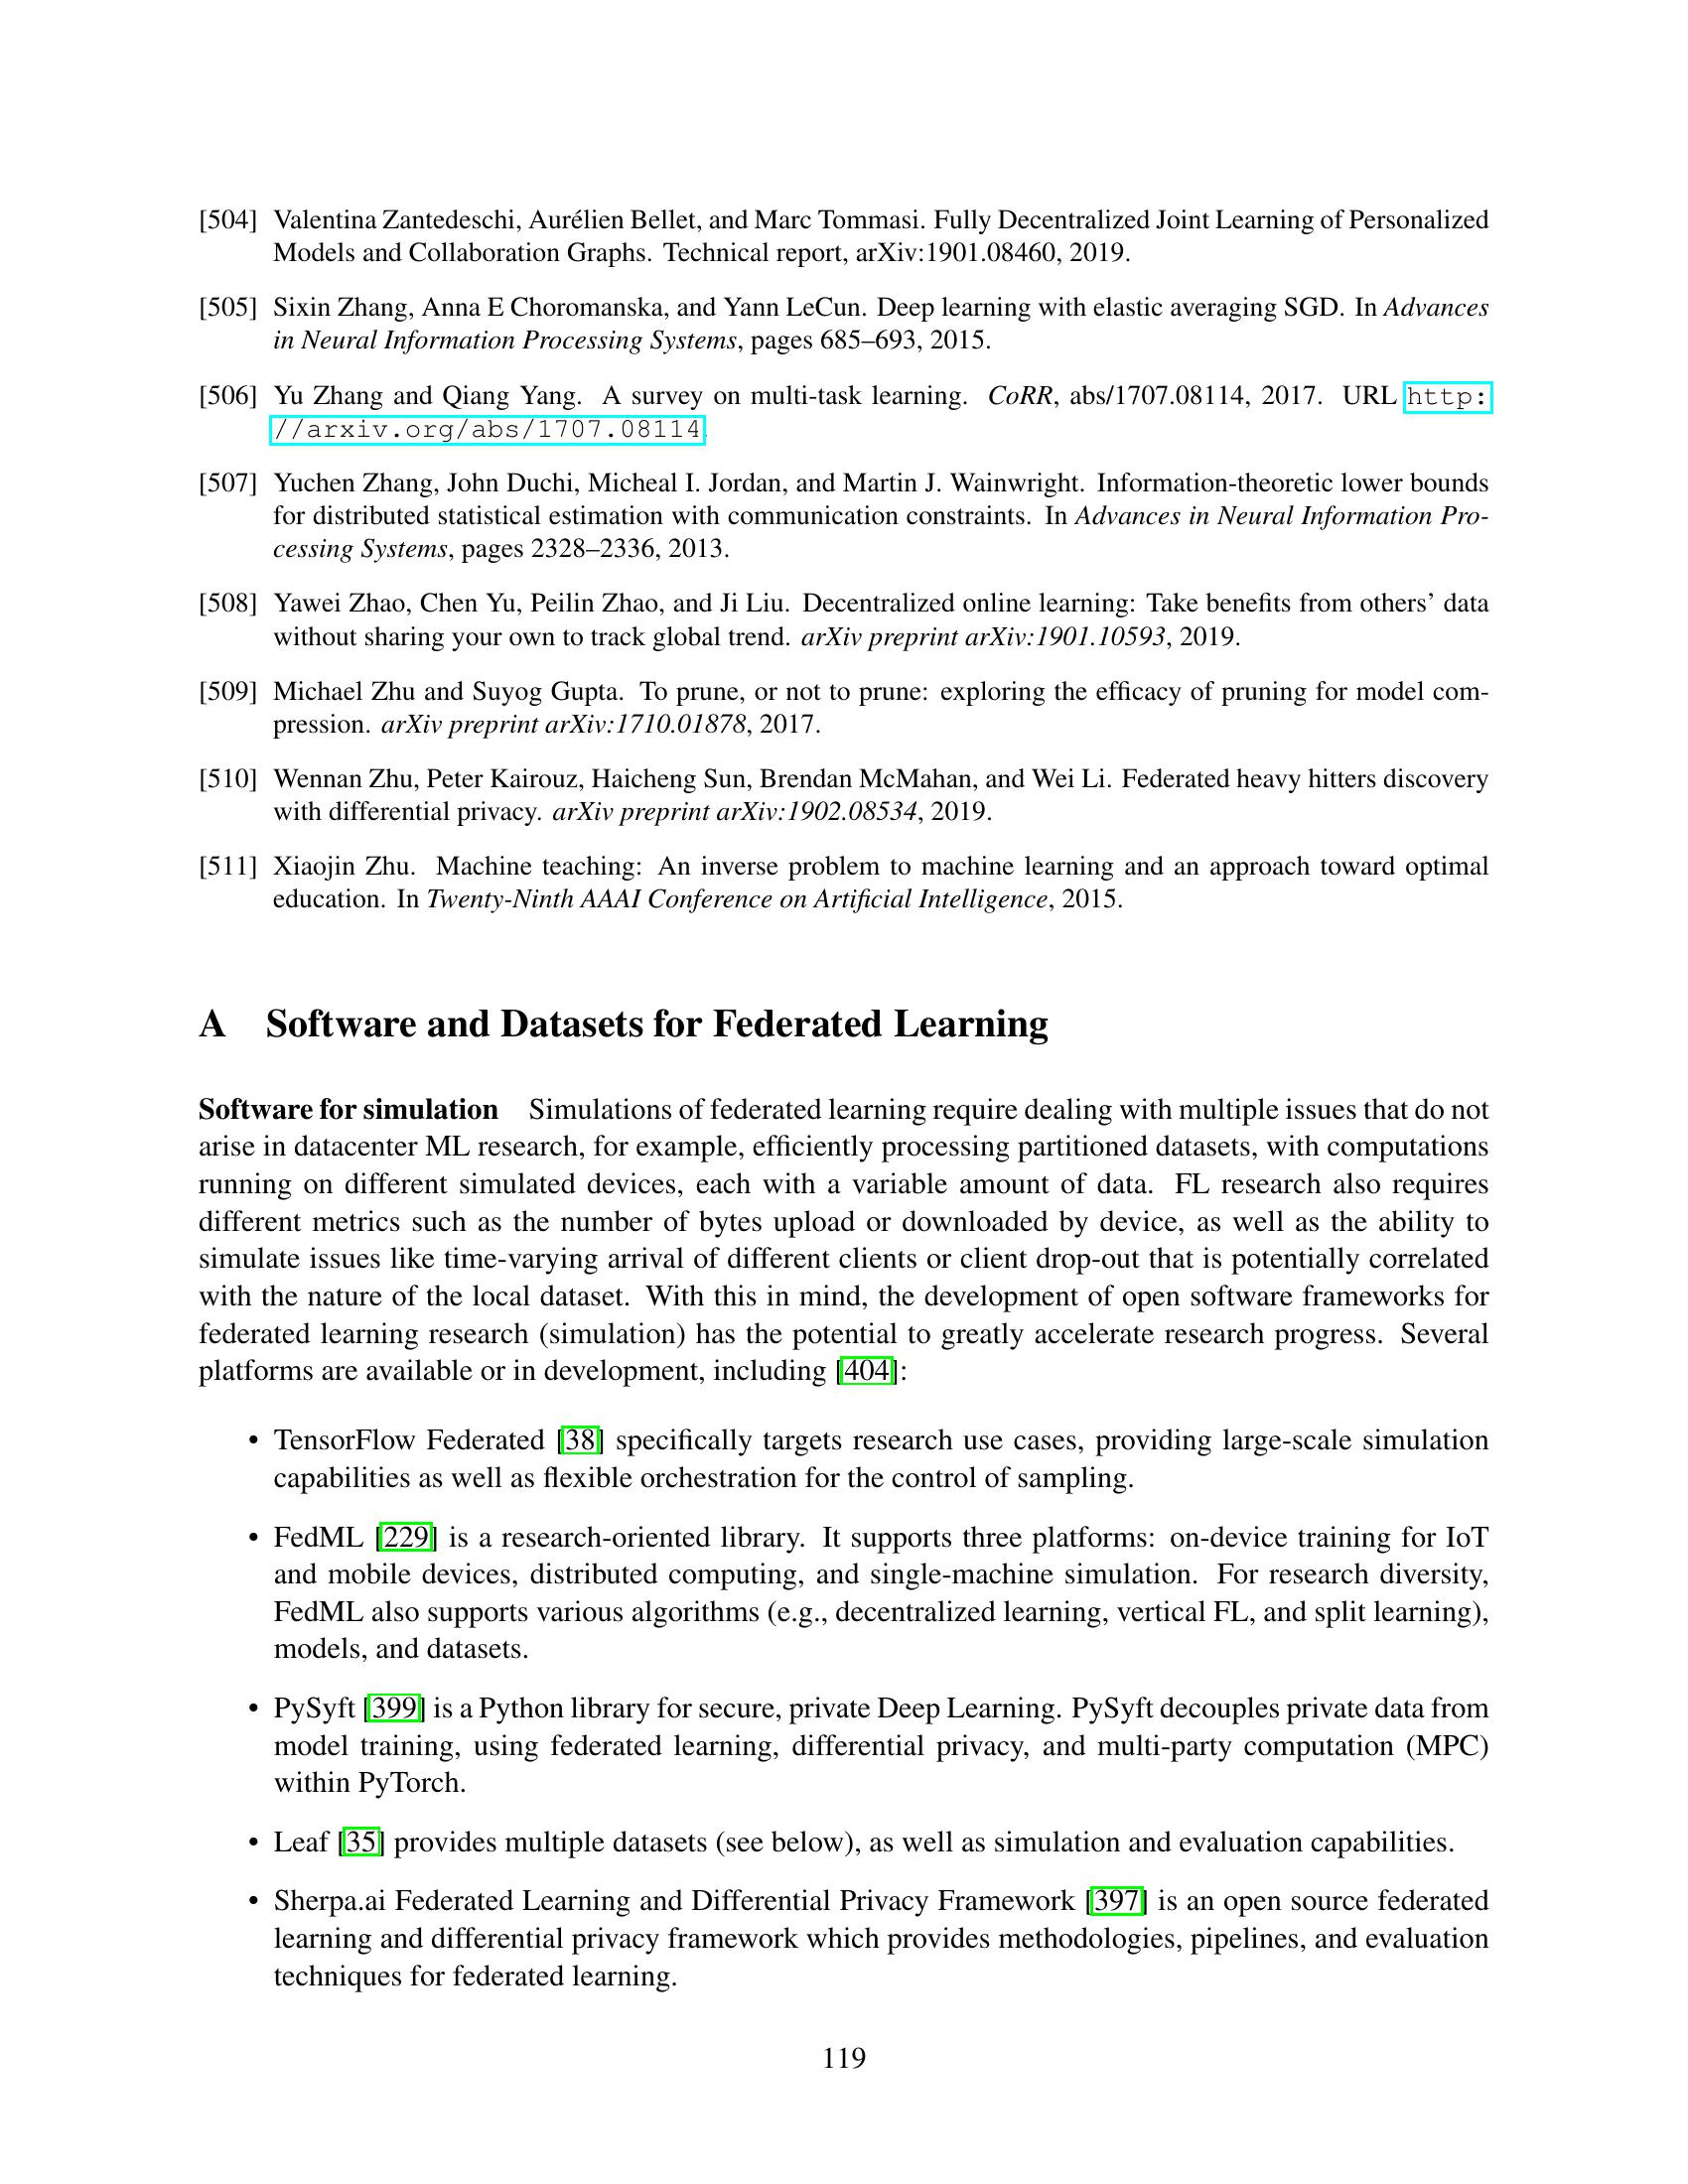 [504] Valentina Zantedeschi, Aurélien Bellet, and Marc Tommasi. Fully Decentralized Joint Learning of Personalized
Models and Collaboration Graphs. Technical report, arXiv:1901.08460, 2019.
[505] Sixin Zhang, Anna E Choromanska, and Yann LeCun. Deep learning with elastic averaging SGD. In Advances
in Neural Information Processing Systems, pages 685–693, 2015.
[506] Yu Zhang and Qiang Yang. A survey on multi-task learning. CoRR, abs/1707.08114, 2017. URL http:
//arxiv.org/abs/1707.08114.
[507] Yuchen Zhang, John Duchi, Micheal I. Jordan, and Martin J. Wainwright. Information-theoretic lower bounds
for distributed statistical estimation with communication constraints. In Advances in Neural Information Pro-
cessing Systems, pages 2328–2336, 2013.
[508] Yawei Zhao, Chen Yu, Peilin Zhao, and Ji Liu. Decentralized online learning: Take benefits from others’ data
without sharing your own to track global trend. arXiv preprint arXiv:1901.10593, 2019.
[509] Michael Zhu and Suyog Gupta. To prune, or not to prune: exploring the efficacy of pruning for model com-
pression. arXiv preprint arXiv:1710.01878, 2017.
[510] Wennan Zhu, Peter Kairouz, Haicheng Sun, Brendan McMahan, and Wei Li. Federated heavy hitters discovery
with differential privacy. arXiv preprint arXiv:1902.08534, 2019.
[511] Xiaojin Zhu. Machine teaching: An inverse problem to machine learning and an approach toward optimal
education. In Twenty-Ninth AAAI Conference on Artificial Intelligence, 2015.
A Software and Datasets for Federated Learning
Software for simulation Simulations of federated learning require dealing with multiple issues that do not
arise in datacenter ML research, for example, efficiently processing partitioned datasets, with computations
running on different simulated devices, each with a variable amount of data. FL research also requires
different metrics such as the number of bytes upload or downloaded by device, as well as the ability to
simulate issues like time-varying arrival of different clients or client drop-out that is potentially correlated
with the nature of the local dataset. With this in mind, the development of open software frameworks for
federated learning research (simulation) has the potential to greatly accelerate research progress. Several
platforms are available or in development, including [404]:
• TensorFlow Federated [38] specifically targets research use cases, providing large-scale simulation
capabilities as well as flexible orchestration for the control of sampling.
• FedML [229] is a research-oriented library. It supports three platforms: on-device training for IoT
and mobile devices, distributed computing, and single-machine simulation. For research diversity,
FedML also supports various algorithms (e.g., decentralized learning, vertical FL, and split learning),
models, and datasets.
• PySyft [399] is a Python library for secure, private Deep Learning. PySyft decouples private data from
model training, using federated learning, differential privacy, and multi-party computation (MPC)
within PyTorch.
• Leaf [35] provides multiple datasets (see below), as well as simulation and evaluation capabilities.
• Sherpa.ai Federated Learning and Differential Privacy Framework [397] is an open source federated
learning and differential privacy framework which provides methodologies, pipelines, and evaluation
techniques for federated learning.
119